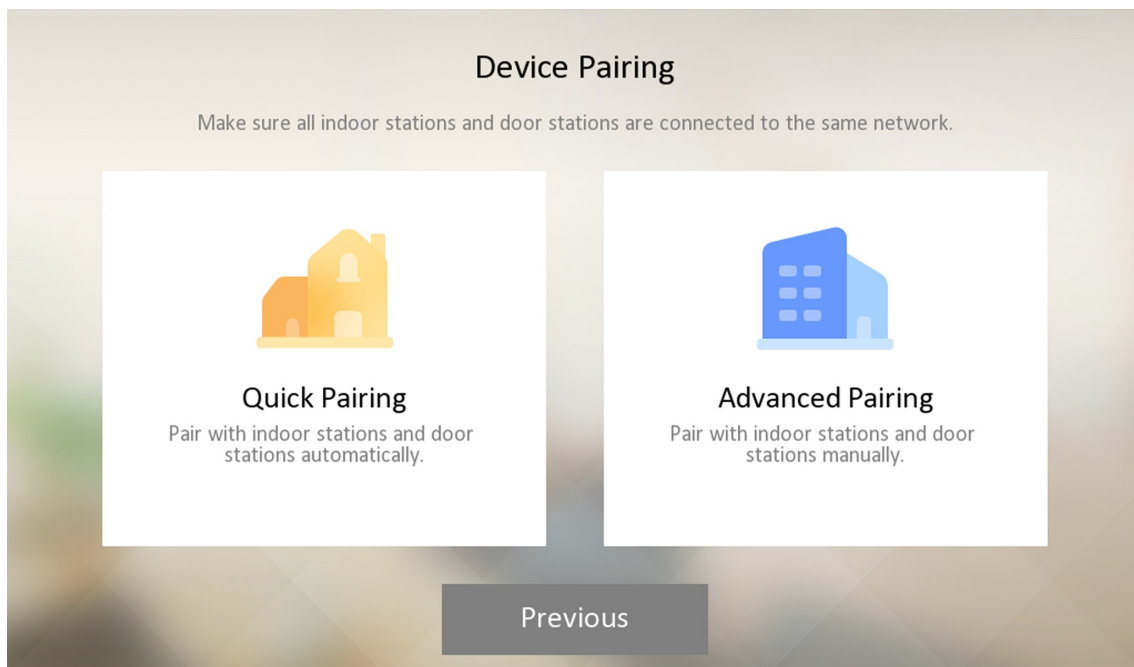 Device Pairing
Make sure all indoor stations and door stations are connected to the same network.
Quick Pairing
Pair with indoor stations and door
stations automatically.
Advanced Pairing
Pair with indoor stations and door
stations manually.
Previous